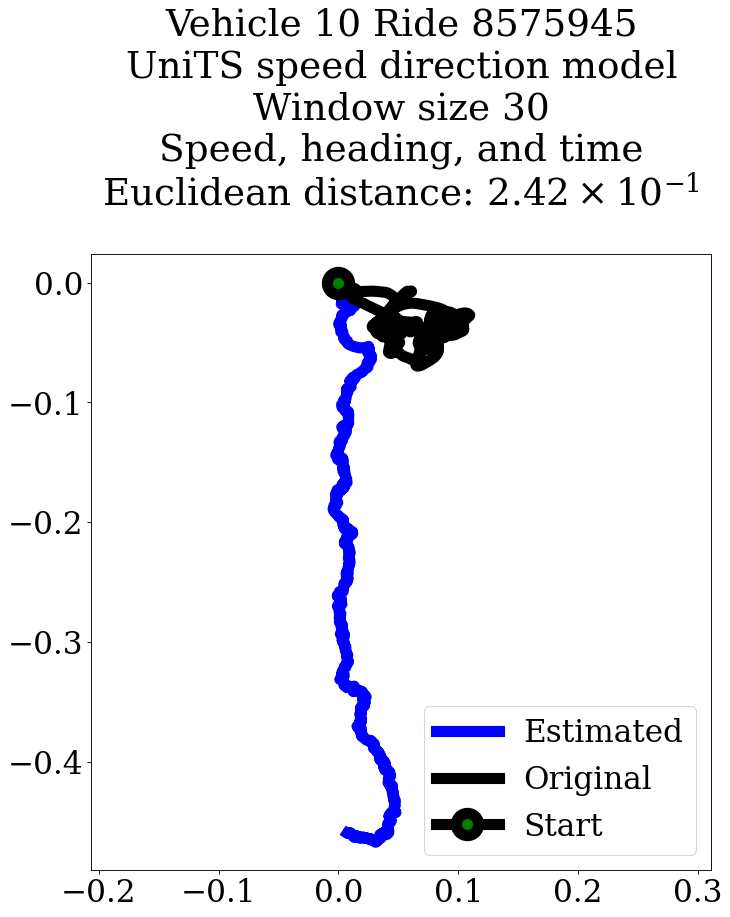 Vehicle 10 Ride 8575945
UniTS speed direction model
Window size 30
Speed, heading, and time
Euclidean distance: 2.42 × 10⁻¹
0.0
−0.1
−0.2
−0.3
−0.4
Estimated
Original
Start
−0.2 −0.1 0.0 0.1 0.2 0.3